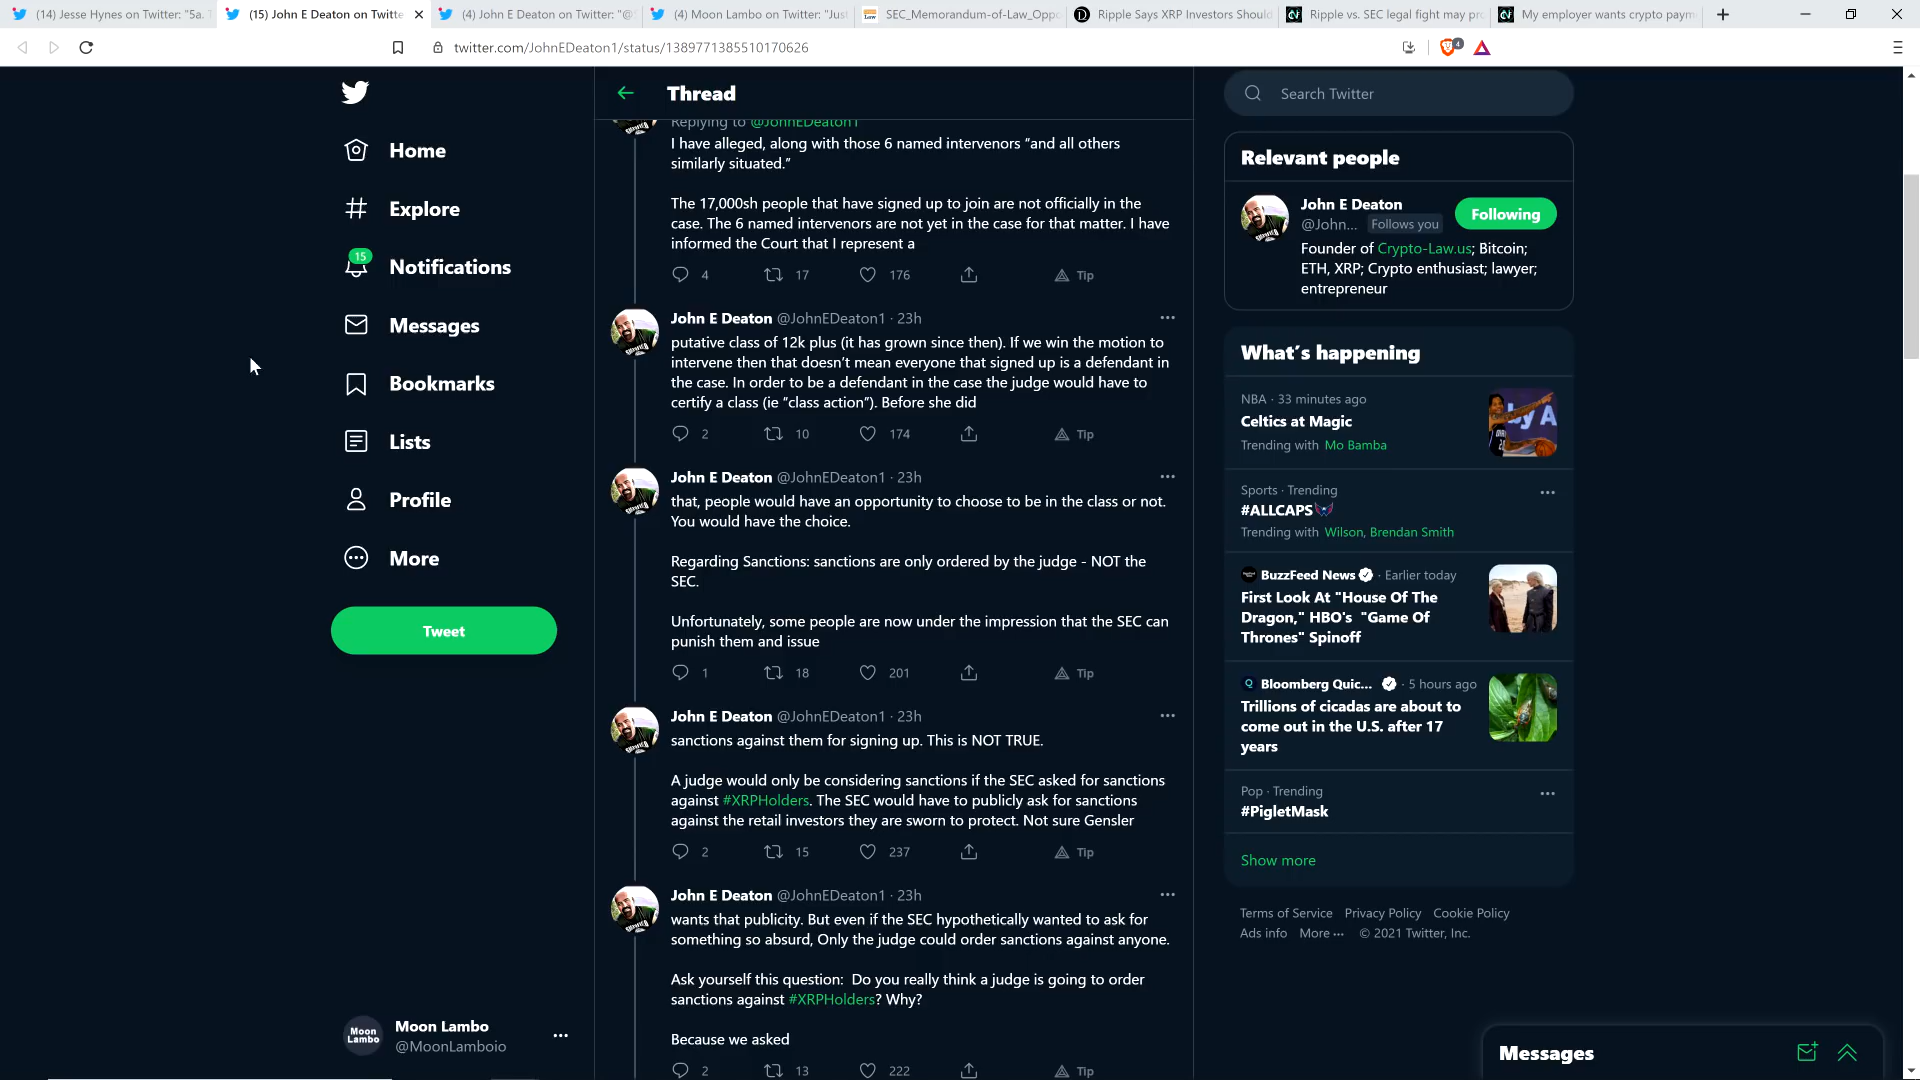 (14) Jesse Hynes on Twitter: "5a. T
(15) John E Deaton on Twitte
(4) John E Deaton on Twitter: "@
(4) Moon Lambo on Twitter: "Just
SEC_Memorandum-of-Law_Oppo
Ripple Says XRP Investors Should
Ripple vs. SEC legal fight may pr
My employer wants crypto paym
twitter.com/JohnEDeaton1/status/1389771385510170626
4
Home
Explore
15
Notifications
Messages
Bookmarks
Lists
Profile
More
Tweet
Moon Lambo
Moon Lambo
@MoonLamboio
Thread
Replying to @JohnEDeaton1
I have alleged, along with those 6 named intervenors "and all others
similarly situated."
The 17,000sh people that have signed up to join are not officially in the
case. The 6 named intervenors are not yet in the case for that matter. I have
informed the Court that I represent a
4 17 176 Tip
John E Deaton @JohnEDeaton1 · 23h
putative class of 12k plus (it has grown since then). If we win the motion to
intervene then that doesn't mean everyone that signed up is a defendant in
the case. In order to be a defendant in the case the judge would have to
certify a class (ie "class action"). Before she did
2 10 174 Tip
John E Deaton @JohnEDeaton1 · 23h
that, people would have an opportunity to choose to be in the class or not.
You would have the choice.
Regarding Sanctions: sanctions are only ordered by the judge - NOT the
SEC.
Unfortunately, some people are now under the impression that the SEC can
punish them and issue
1 18 201 Tip
John E Deaton @JohnEDeaton1 · 23h
sanctions against them for signing up. This is NOT TRUE.
A judge would only be considering sanctions if the SEC asked for sanctions
against #XRPHolders. The SEC would have to publicly ask for sanctions
against the retail investors they are sworn to protect. Not sure Gensler
2 15 237 Tip
John E Deaton @JohnEDeaton1 · 23h
wants that publicity. But even if the SEC hypothetically wanted to ask for
something so absurd, Only the judge could order sanctions against anyone.
Ask yourself this question: Do you really think a judge is going to order
sanctions against #XRPHolders? Why?
Because we asked
2 13 222 Tip
Search Twitter
Relevant people
John E Deaton
@John... Follows you
Following
Founder of Crypto-Law.us; Bitcoin;
ETH, XRP; Crypto enthusiast; lawyer;
entrepreneur
What's happening
NBA · 33 minutes ago
Celtics at Magic
Trending with Mo Bamba
Sports · Trending
#ALLCAPS
Trending with Wilson, Brendan Smith
BuzzFeed News · Earlier today
First Look At "House Of The
Dragon," HBO's "Game Of
Thrones" Spinoff
Bloomberg Quic... · 5 hours ago
Trillions of cicadas are about to
come out in the U.S. after 17
years
Pop · Trending
#PigletMask
Show more
Terms of Service Privacy Policy Cookie Policy
Ads info More ··· © 2021 Twitter, Inc.
Messages